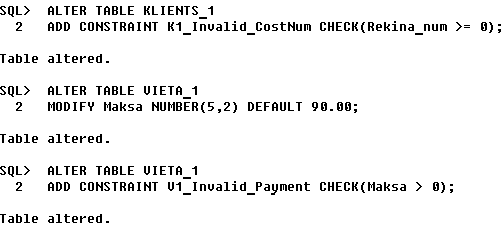 SQL> ALTER TABLE KLIENTS_1
2 ADD CONSTRAINT K1_Invalid_CostNum CHECK(Rekina_num >= 0);
Table altered.
SQL> ALTER TABLE VIETA_1
2 MODIFY Maksa NUMBER(5,2) DEFAULT 90.00;
Table altered.
SQL> ALTER TABLE VIETA_1
2 ADD CONSTRAINT V1_Invalid_Payment CHECK(Maksa > 0);
Table altered.